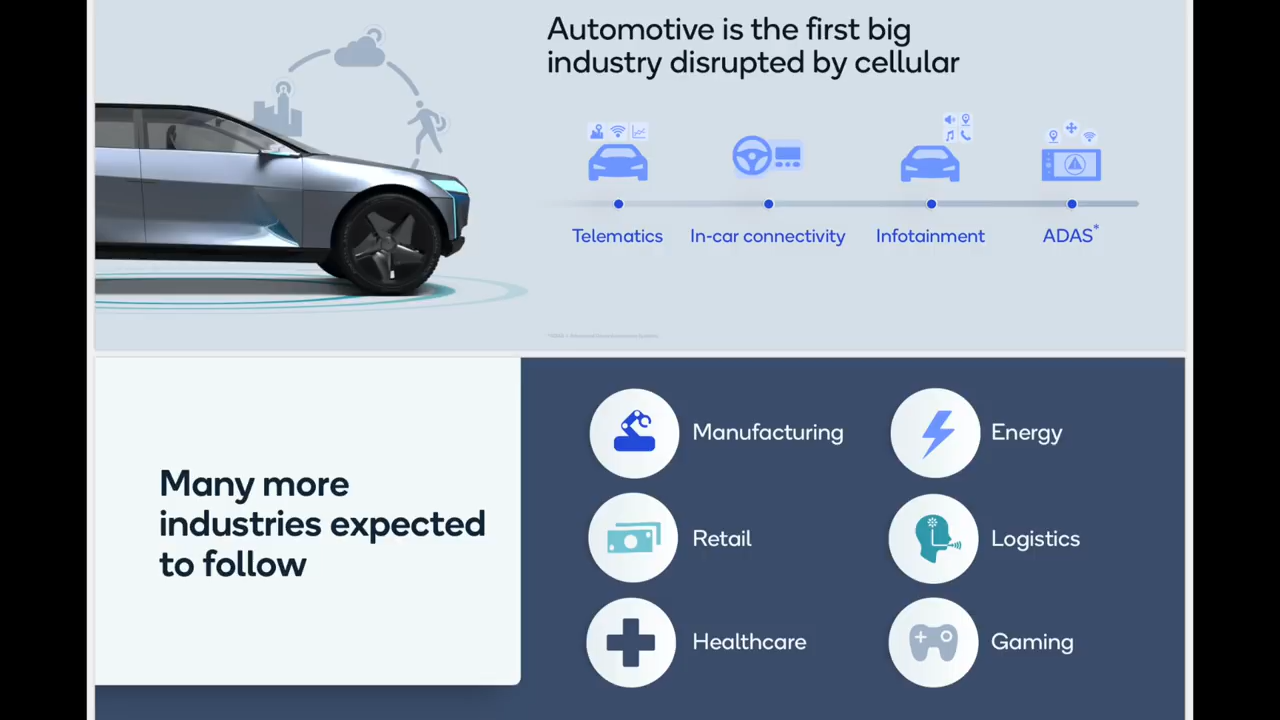 Automotive is the first big
industry disrupted by cellular
Telematics
In-car connectivity
Infotainment
ADAS*
Many more
industries expected
to follow
Manufacturing
Energy
Retail
Logistics
Healthcare
Gaming